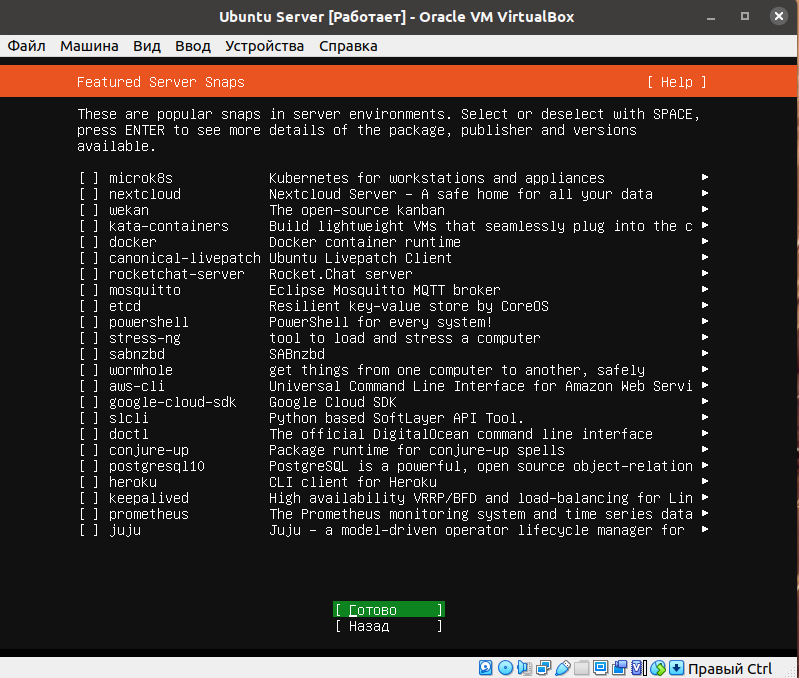 Ubuntu Server [Работает] - Oracle VM VirtualBox
Файл Машина Вид Ввод Устройства Справка
Featured Server Snaps [ Help ]
These are popular snaps in server environments. Select or deselect with SPACE,
press ENTER to see more details of the package, publisher and versions
available.
[ ] microk8s Kubernetes for workstations and appliances ▸
[ ] nextcloud Nextcloud Server - A safe home for all your data ▸
[ ] wekan The open-source kanban ▸
[ ] kata-containers Build lightweight VMs that seamlessly plug into the c ▸
[ ] docker Docker container runtime ▸
[ ] canonical-livepatch Ubuntu Livepatch Client ▸
[ ] rocketchat-server Rocket.Chat server ▸
[ ] mosquitto Eclipse Mosquitto MQTT broker ▸
[ ] etcd Resilient key-value store by CoreOS ▸
[ ] powershell PowerShell for every system! ▸
[ ] stress-ng tool to load and stress a computer ▸
[ ] sabnzbd SABnzbd ▸
[ ] wormhole get things from one computer to another, safely ▸
[ ] aws-cli Universal Command Line Interface for Amazon Web Servi ▸
[ ] google-cloud-sdk Google Cloud SDK ▸
[ ] slcli Python based SoftLayer API Tool. ▸
[ ] doctl The official DigitalOcean command line interface ▸
[ ] conjure-up Package runtime for conjure-up spells ▸
[ ] postgresql10 PostgreSQL is a powerful, open source object-relation ▸
[ ] heroku CLI client for Heroku ▸
[ ] keepalived High availability VRRP/BFD and load-balancing for Lin ▸
[ ] prometheus The Prometheus monitoring system and time series data ▸
[ ] juju Juju - a model-driven operator lifecycle manager for ▸
[ Готово ]
[ Назад ]
Правый Ctrl